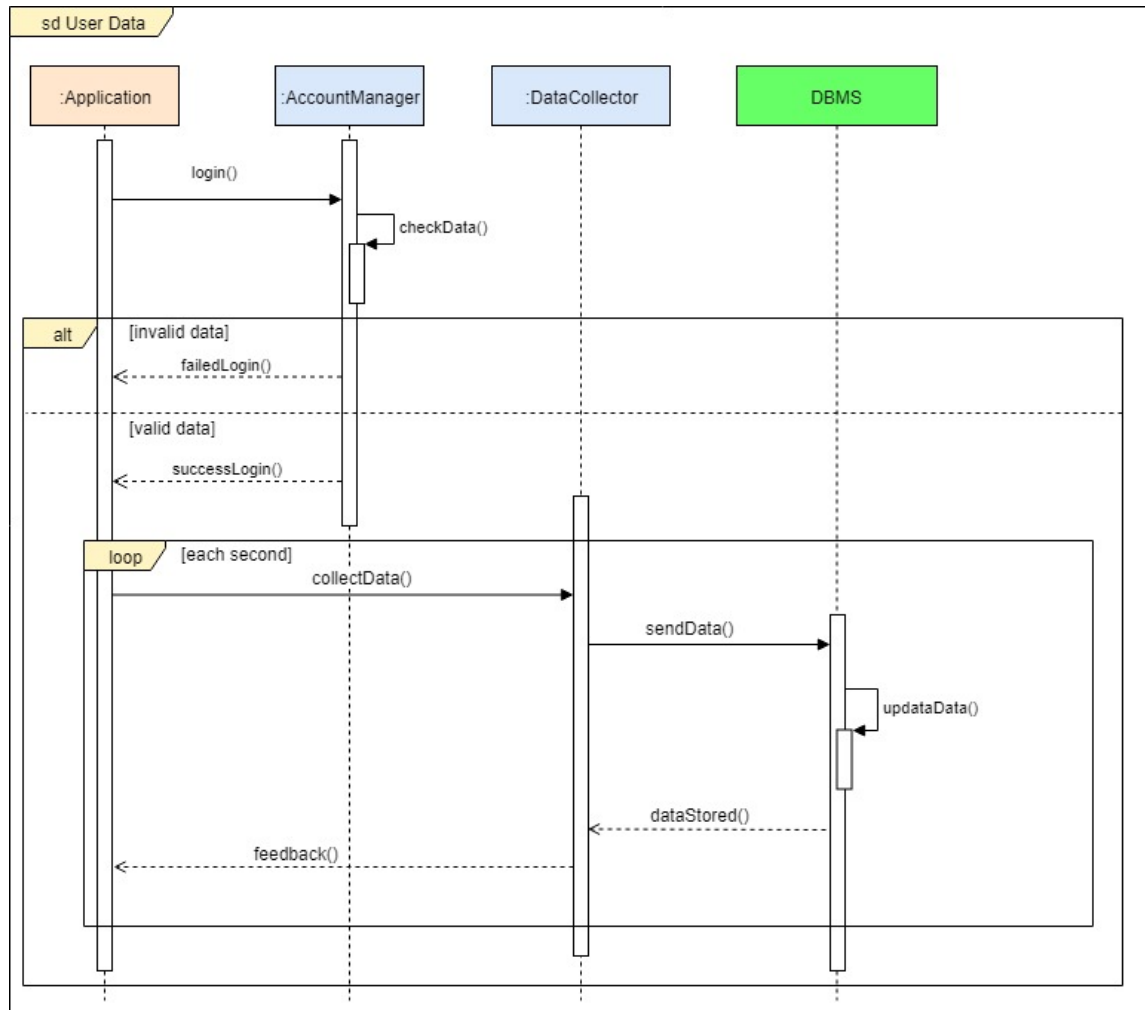 sd User Data
:Application
:AccountManager
:DataCollector
DBMS
login()
checkData()
alt
[invalid data]
failedLogin()
[valid data]
successLogin()
loop
[each second]
collectData()
sendData()
updataData()
dataStored()
feedback()